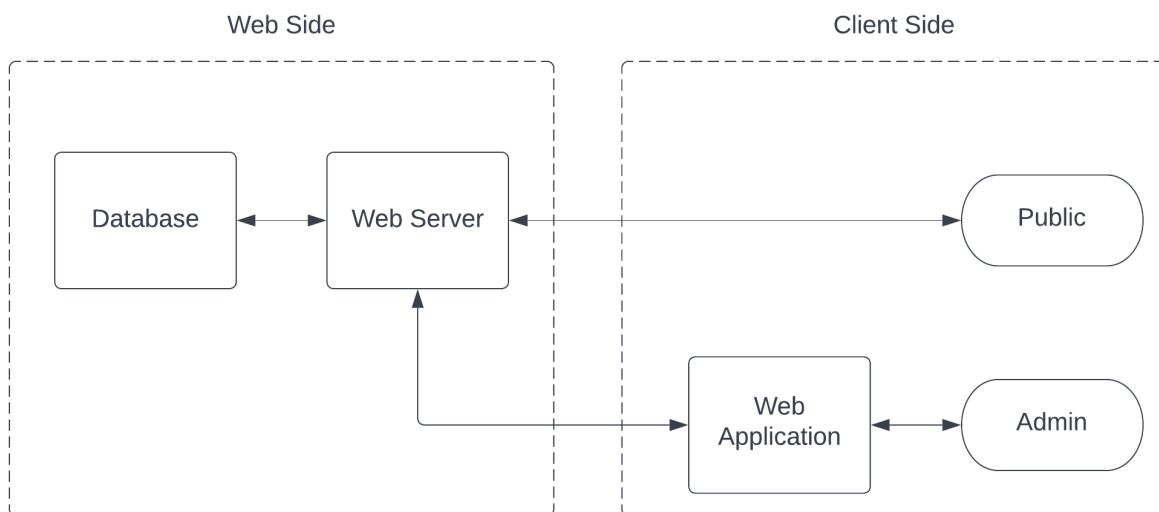 Web Side
Client Side
Database
Web Server
Public
Web
Application
Admin